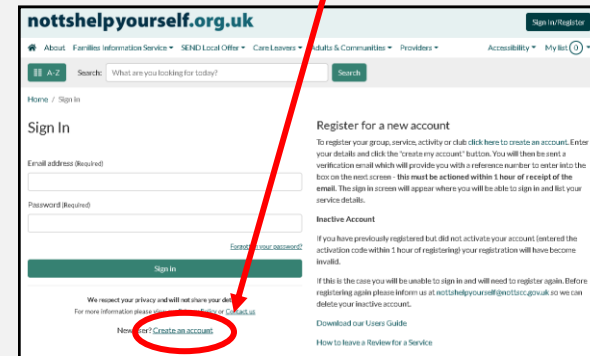 nottshelpyourself.org.uk
Sign In/Register
About Families Information Service SEND Local Offer Care Leavers Adults & Communities Providers Accessibility My list 0
A-Z Search: What are you looking for today? Search
Home / Sign in
Sign In
Email address (Required)
Password (Required)
Forgotten your password?
Sign in
We respect your privacy and will not share your
For more information please Policy or Contact us
New user? Create an account
Register for a new account
To register your group, service, activity or club click here to create an account. Enter
your details and click the "create my account" button. You will then be sent a
verification email which will provide you with a reference number to enter into the
box on the next screen - this must be actioned within 1 hour of receipt of the
email. The sign in screen will appear where you will be able to sign in and list your
service details.
Inactive Account
If you have previously registered but did not activate your account (entered the
activation code within 1 hour of registering) your registration will have become
invalid.
If this is the case you will be unable to sign in and will need to register again. Before
registering again please inform us at nottshelpyourself@nottscc.gov.uk so we can
delete your inactive account.
Download our Users Guide
How to leave a Review for a Service